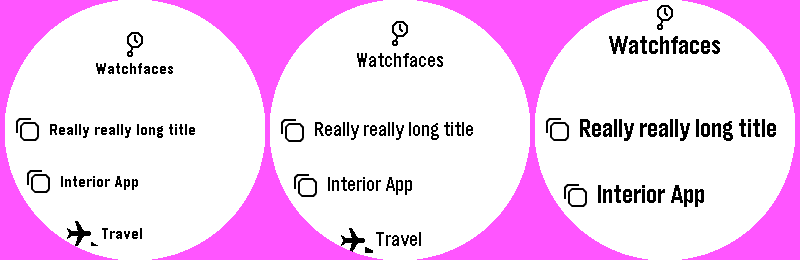 Watchfaces
Really really long title
Interior App
Travel
Watchfaces
Really really long title
Interior App
Travel
Watchfaces
Really really long title
Interior App